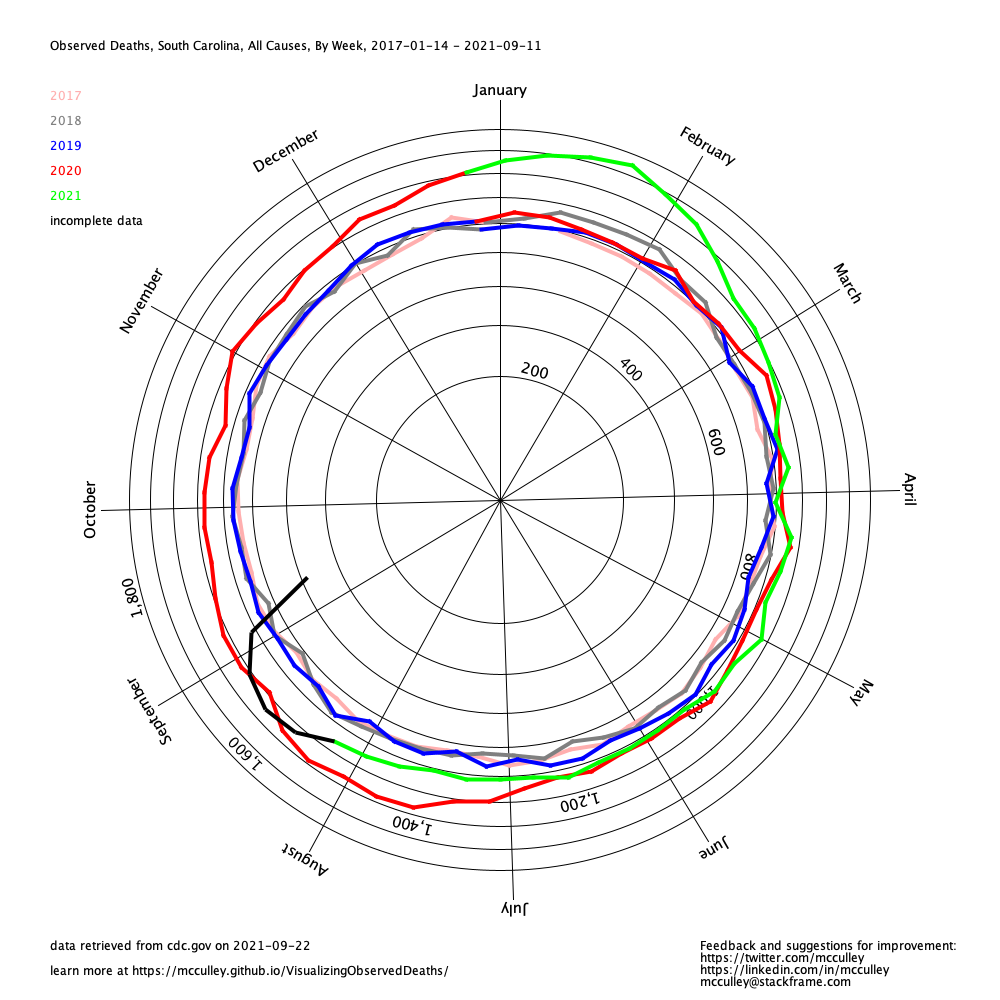 Observed Deaths, South Carolina, All Causes, By Week, 2017-01-14 - 2021-09-11
January
2017
2018
2019
2020
2021
incomplete data
December
February
November
March
200
400
600
October
April
800
1,800
September
May
1,000
1,600
1,200
1,400
August
June
July
data retrieved from cdc.gov on 2021-09-22
learn more at https://mcculley.github.io/VisualizingObservedDeaths/
Feedback and suggestions for improvement:
https://twitter.com/mcculley
https://linkedin.com/in/mcculley
mcculley@stackframe.com